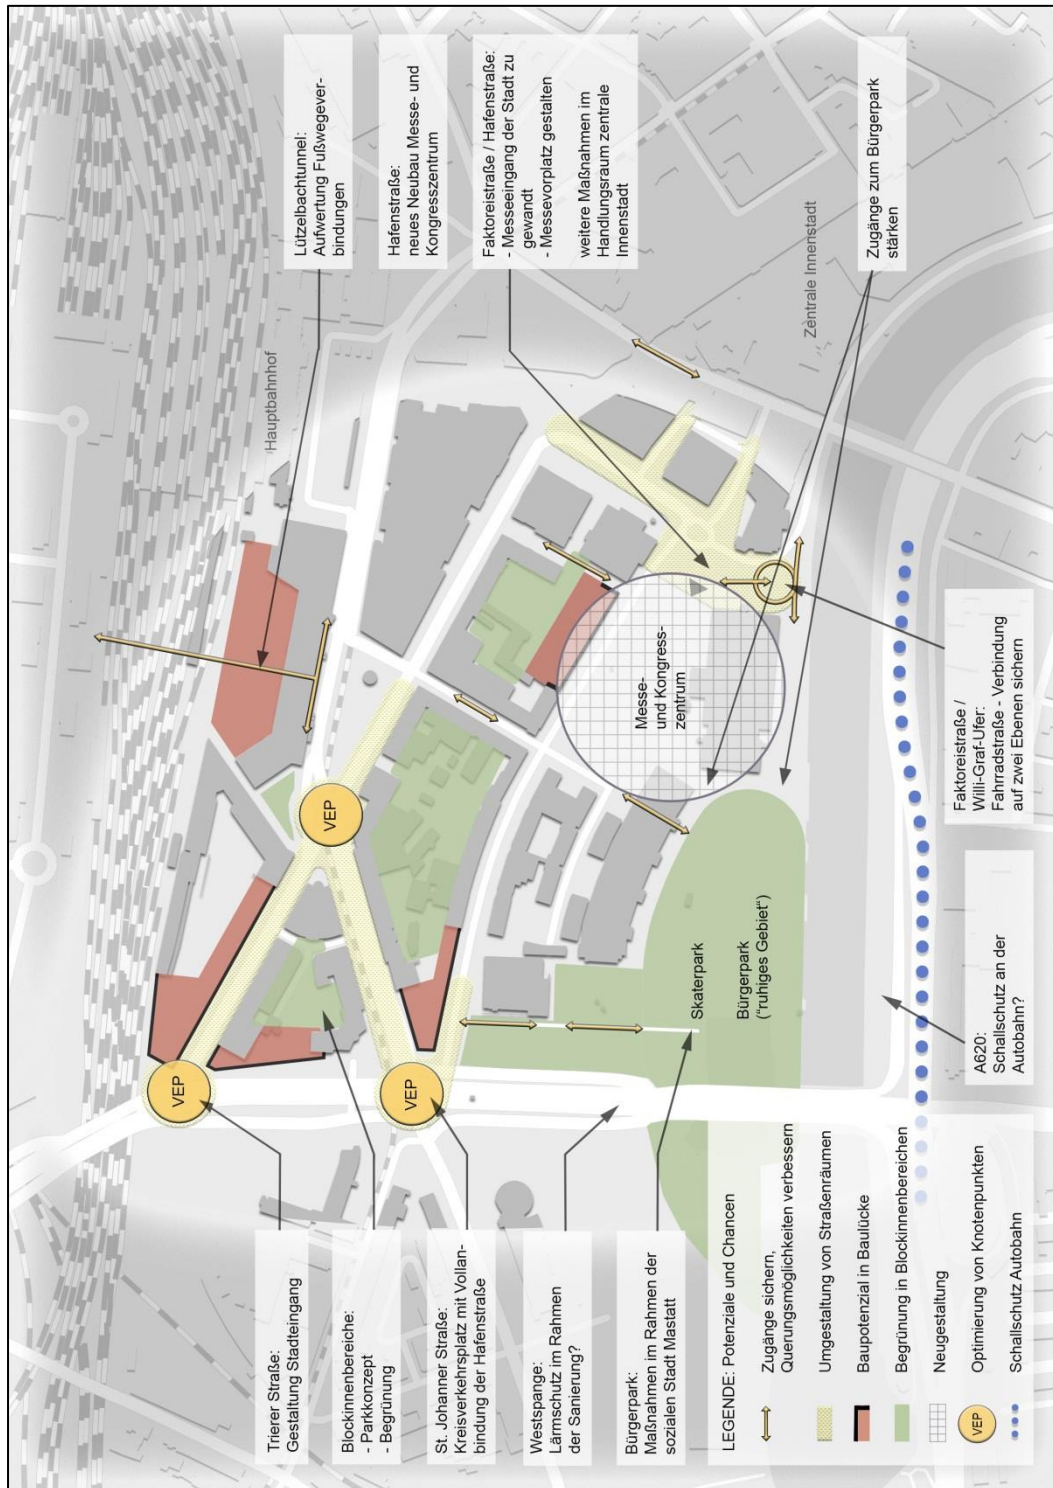 Trierer Straße:
Gestaltung Stadteingang
Blockinnenbereiche:
- Parkkonzept
- Begrünung
St. Johanner Straße:
Kreisverkehrsplatz mit Vollan-
bindung der Hafenstraße
Westspange:
Lärmschutz im Rahmen
der Sanierung?
Bürgerpark:
Maßnahmen im Rahmen der
sozialen Stadt Mastatt
LEGENDE: Potenziale und Chancen
Zugänge sichern,
Querungsmöglichkeiten verbessern
Umgestaltung von Straßenräumen
Baupotenzial in Baulücke
Begrünung in Blockinnenbereichen
Neugestaltung
VEP
Optimierung von Knotenpunkten
Schallschutz Autobahn
VEP
VEP
VEP
Skaterpark
Bürgerpark
("ruhiges Gebiet")
Messe-
und Kongress-
zentrum
Hauptbahnhof
Zentrale Innenstadt
Lützelbachtunnel:
Aufwertung Fußwegever-
bindungen
Hafenstraße:
neues Neubau Messe- und
Kongresszentrum
Faktoreistraße / Hafenstraße:
- Messeeingang der Stadt zu
gewandt
- Messevorplatz gestalten
weitere Maßnahmen im
Handlungsraum zentrale
Innenstadt
Zugänge zum Bürgerpark
stärken
A620:
Schallschutz an der
Autobahn?
Faktoreistraße /
Willi-Graf-Ufer:
Fahrradstraße - Verbindung
auf zwei Ebenen sichern